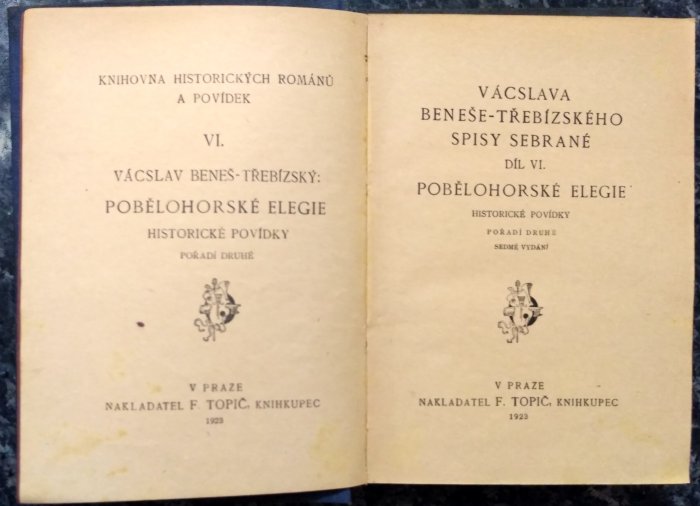 KNIHOVNA HISTORICKÝCH ROMÁNŮ
A POVÍDEK
VI.
VÁCSLAV BENEŠ-TŘEBÍZSKÝ:
POBĚLOHORSKÉ ELEGIE
HISTORICKÉ POVÍDKY
POŘADÍ DRUHÉ
V PRAZE
NAKLADATEL F. TOPIČ, KNIHKUPEC
1923
VÁCSLAVA
BENEŠE-TŘEBÍZSKÉHO
SPISY SEBRANÉ
DÍL VI.
POBĚLOHORSKÉ ELEGIE
HISTORICKÉ POVÍDKY
POŘADÍ DRUHÉ
SEDMÉ VYDÁNÍ
V PRAZE
NAKLADATEL F. TOPIČ, KNIHKUPEC
1923